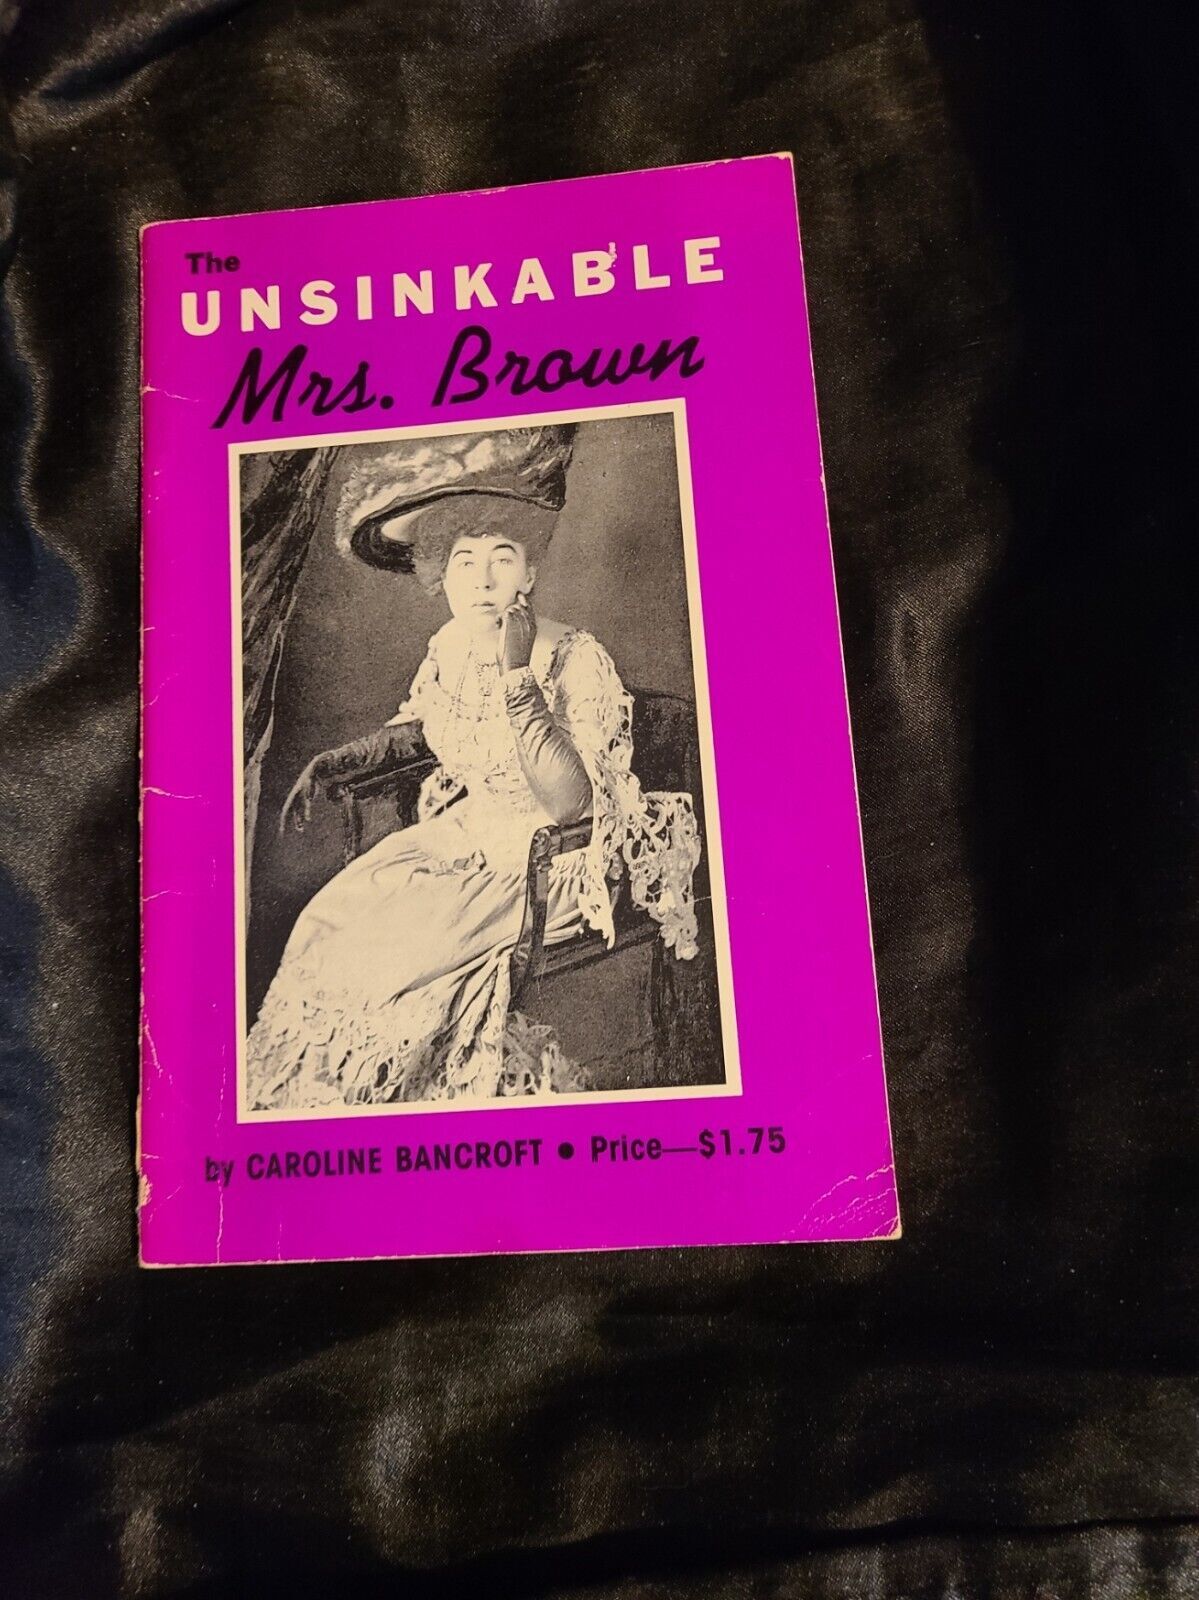 The
UNSINKABLE
Mrs. Brown
by CAROLINE BANCROFT • Price—$1.75